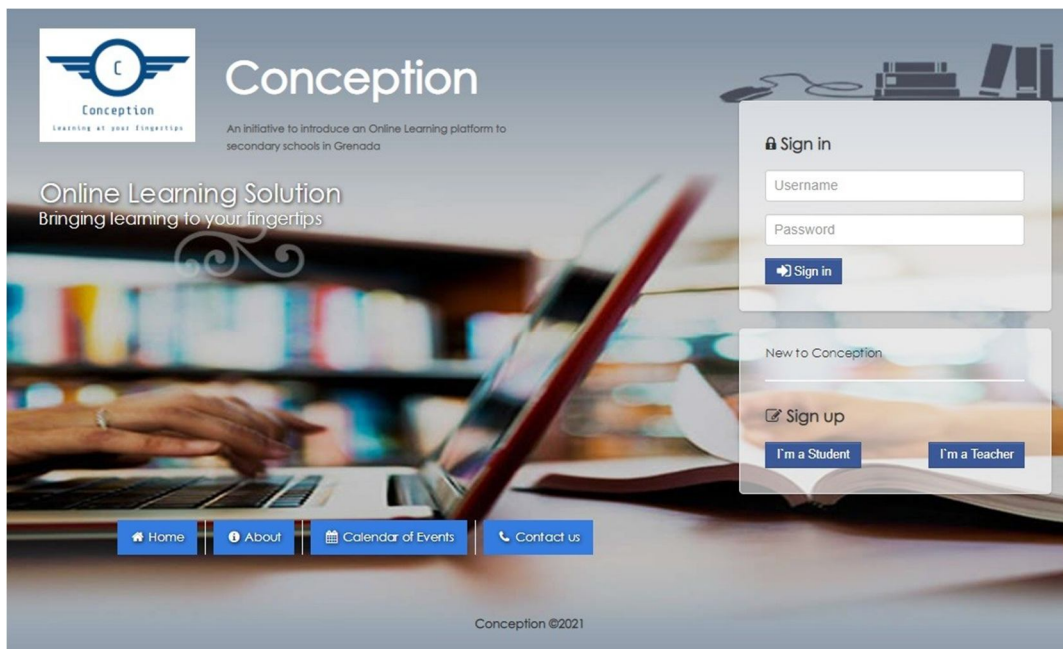 C
Conception
Learning at your fingertips
Conception
An initiative to introduce an Online Learning platform to
secondary schools in Grenada
Online Learning Solution
Bringing learning to your fingertips
Sign in
Username
Password
Sign in
New to Conception
Sign up
I`m a Student
I`m a Teacher
Home
About
Calendar of Events
Contact us
Conception ©2021